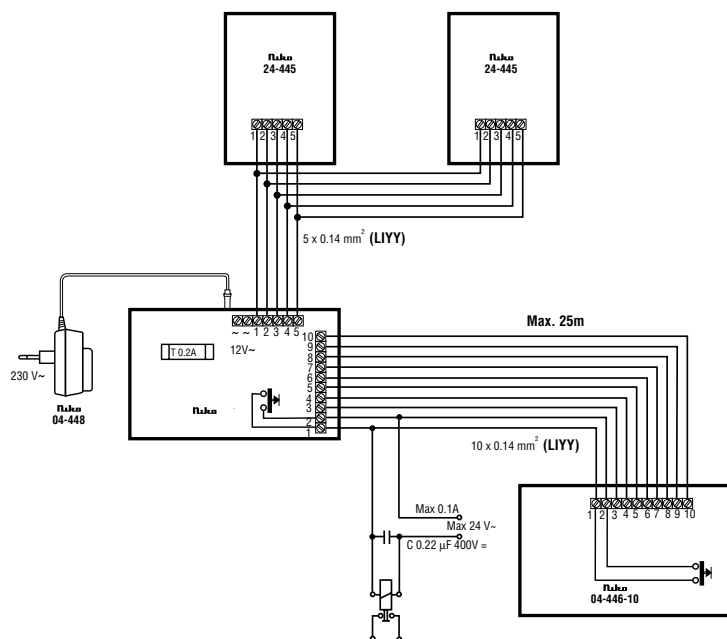 Niko
24-445
1 2 3 4 5
Niko
24-445
1 2 3 4 5
5 x 0.14 mm² (LIYY)
230 V~
Niko
04-448
~ ~ 1 2 3 4 5
12V~
T 0.2A
Niko
10
9
8
7
6
5
4
3
2
1
Max. 25m
10 x 0.14 mm² (LIYY)
Max 0.1A
Max 24 V~
C 0.22 µF 400V =
1 2 3 4 5 6 7 8 9 10
Niko
04-446-10